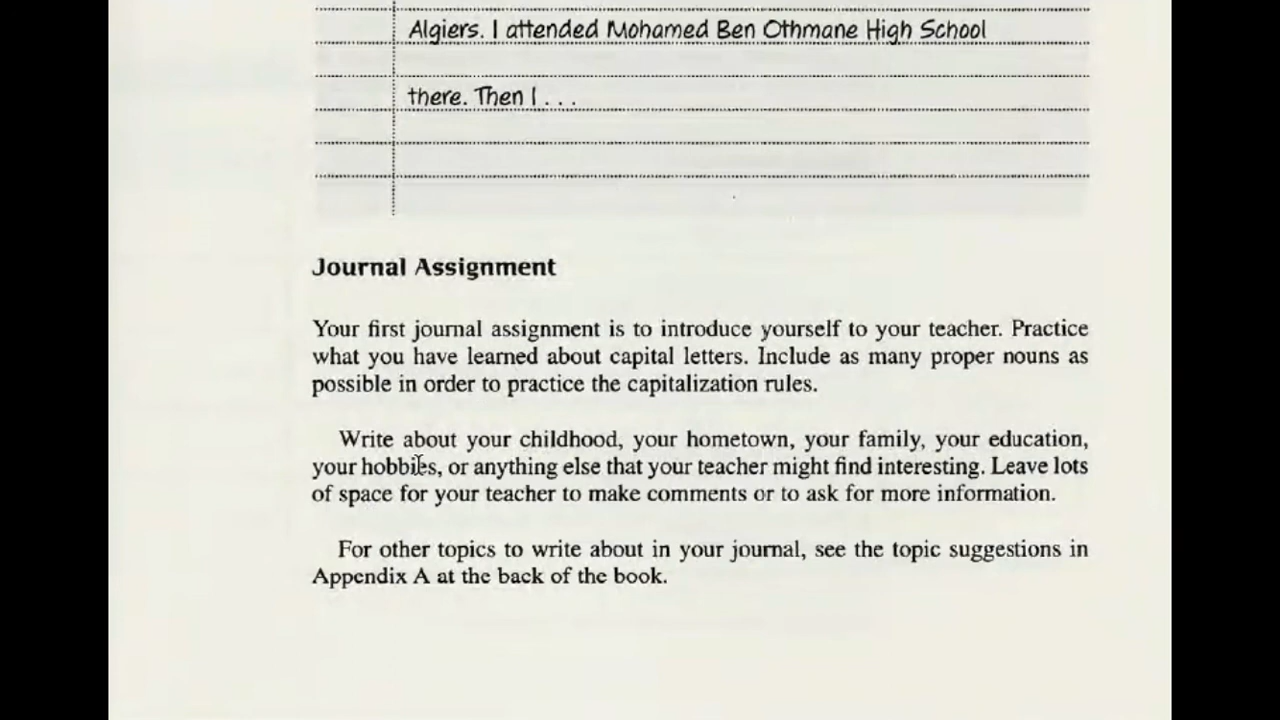 Algiers. I attended Mohamed Ben Othmane High School
there. Then I . . .
Journal Assignment
Your first journal assignment is to introduce yourself to your teacher. Practice
what you have learned about capital letters. Include as many proper nouns as
possible in order to practice the capitalization rules.
Write about your childhood, your hometown, your family, your education,
your hobbies, or anything else that your teacher might find interesting. Leave lots
of space for your teacher to make comments or to ask for more information.
For other topics to write about in your journal, see the topic suggestions in
Appendix A at the back of the book.